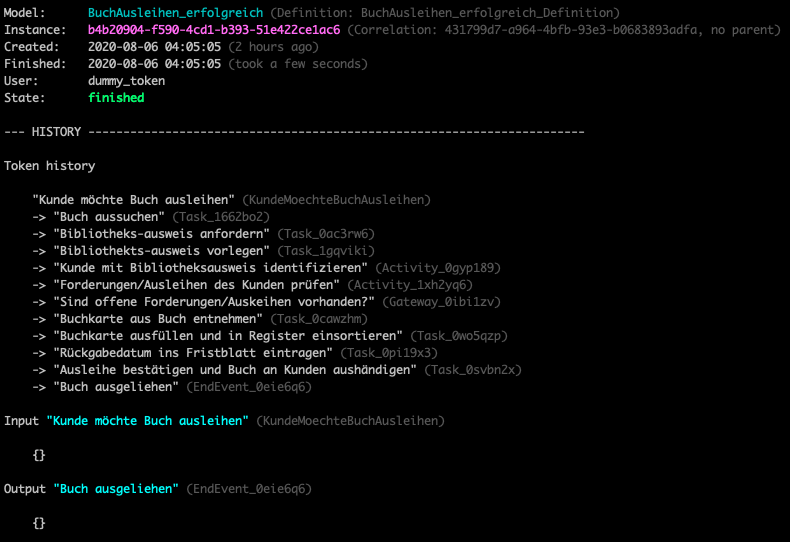 Model: BuchAusleihen_erfolgreich (Definition: BuchAusleihen_erfolgreich_Definition)
Instance: b4b20904-f590-4cd1-b393-51e422ce1ac6 (Correlation: 431799d7-a964-4bfb-93e3-b0683893adfa, no parent)
Created: 2020-08-06 04:05:05 (2 hours ago)
Finished: 2020-08-06 04:05:05 (took a few seconds)
User: dummy_token
State: finished
--- HISTORY -----------------------------------------------------------------------
Token history
"Kunde möchte Buch ausleihen" (KundeMoechteBuchAusleihen)
-> "Buch aussuchen" (Task_1662bo2)
-> "Bibliotheks-ausweis anfordern" (Task_0ac3rw6)
-> "Bibliothekts-ausweis vorlegen" (Task_1gqviki)
-> "Kunde mit Bibliotheksausweis identifizieren" (Activity_0gyp189)
-> "Forderungen/Ausleihen des Kunden prüfen" (Activity_1xh2yq6)
-> "Sind offene Forderungen/Auskeihen vorhanden?" (Gateway_0ibi1zv)
-> "Buchkarte aus Buch entnehmen" (Task_0cawzhm)
-> "Buchkarte ausfüllen und in Register einsortieren" (Task_0wo5qzp)
-> "Rückgabedatum ins Fristblatt eintragen" (Task_0pi19x3)
-> "Ausleihe bestätigen und Buch an Kunden aushändigen" (Task_0svbn2x)
-> "Buch ausgeliehen" (EndEvent_0eie6q6)
Input "Kunde möchte Buch ausleihen" (KundeMoechteBuchAusleihen)
{}
Output "Buch ausgeliehen" (EndEvent_0eie6q6)
{}